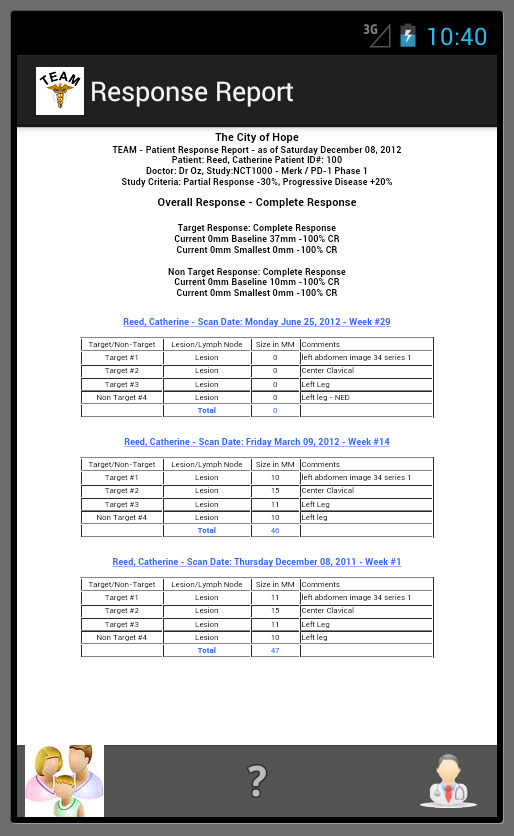 3G 10:40
TEAM Response Report
The City of Hope
TEAM - Patient Response Report - as of Saturday December 08, 2012
Patient: Reed, Catherine Patient ID#: 100
Doctor: Dr Oz, Study:NCT1000 - Merk / PD-1 Phase 1
Study Criteria: Partial Response -30%, Progressive Disease +20%
Overall Response - Complete Response
Target Response: Complete Response
Current 0mm Baseline 37mm -100% CR
Current 0mm Smallest 0mm -100% CR
Non Target Response: Complete Response
Current 0mm Baseline 10mm -100% CR
Current 0mm Smallest 0mm -100% CR
Reed, Catherine - Scan Date: Monday June 25, 2012 - Week #29
Target/Non-Target Lesion/Lymph Node Size in MM Comments
Target #1 Lesion 0 left abdomen image 34 series 1
Target #2 Lesion 0 Center Clavical
Target #3 Lesion 0 Left Leg
Non Target #4 Lesion 0 Left leg - NED
Total 0
Reed, Catherine - Scan Date: Friday March 09, 2012 - Week #14
Target/Non-Target Lesion/Lymph Node Size in MM Comments
Target #1 Lesion 10 left abdomen image 34 series 1
Target #2 Lesion 15 Center Clavical
Target #3 Lesion 11 Left Leg
Non Target #4 Lesion 10 Left leg
Total 46
Reed, Catherine - Scan Date: Thursday December 08, 2011 - Week #1
Target/Non-Target Lesion/Lymph Node Size in MM Comments
Target #1 Lesion 11 left abdomen image 34 series 1
Target #2 Lesion 15 Center Clavical
Target #3 Lesion 11 Left Leg
Non Target #4 Lesion 10 Left leg
Total 47
?